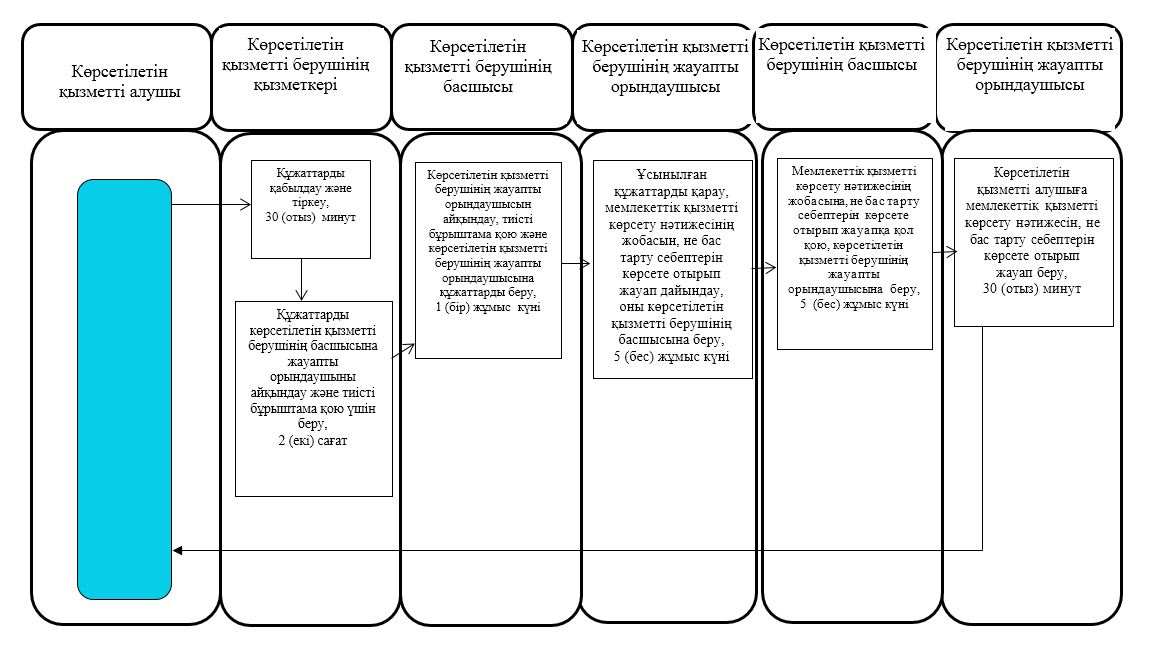 Көрсетілетін
қызметті алушы
Көрсетілетін
қызметті берушінің
қызметкері
Көрсетілетін
қызметті берушінің
басшысы
Көрсетілетін қызметті
берушінің жауапты
орындаушысы
Көрсетілетін қызметті
берушінің басшысы
Көрсетілетін қызметті
берушінің жауапты
орындаушысы
Құжаттарды
қабылдау және
тіркеу,
30 (отыз) минут
Құжаттарды
көрсетілетін қызметті
берушінің басшысына
жауапты
орындаушыны
айқындау және тиісті
бұрыштама қою үшін
беру,
2 (екі) сағат
Көрсетілетін қызметті
берушінің жауапты
орындаушысын
айқындау, тиісті
бұрыштама қою және
көрсетілетін қызметті
берушінің жауапты
орындаушысына
құжаттарды беру,
1 (бір) жұмыс күні
Ұсынылған
құжаттарды қарау,
мемлекеттік қызметті
көрсету нәтижесінің
жобасын, не бас
тарту себептерін
көрсете отырып
жауап дайындау,
оны көрсетілетін
қызметті берушінің
басшысына беру,
5 (бес) жұмыс күні
Мемлекеттік қызметті
көрсету нәтижесінің
жобасына, не бас тарту
себептерін көрсете
отырып жауапқа қол
қою, көрсетілетін
қызметті берушінің
жауапты
орындаушысына беру,
5 (бес) жұмыс күні
Көрсетілетін
қызметті алушыға
мемлекеттік қызметті
көрсету нәтижесін, не
бас тарту себептерін
көрсете отырып
жауап беру,
30 (отыз) минут